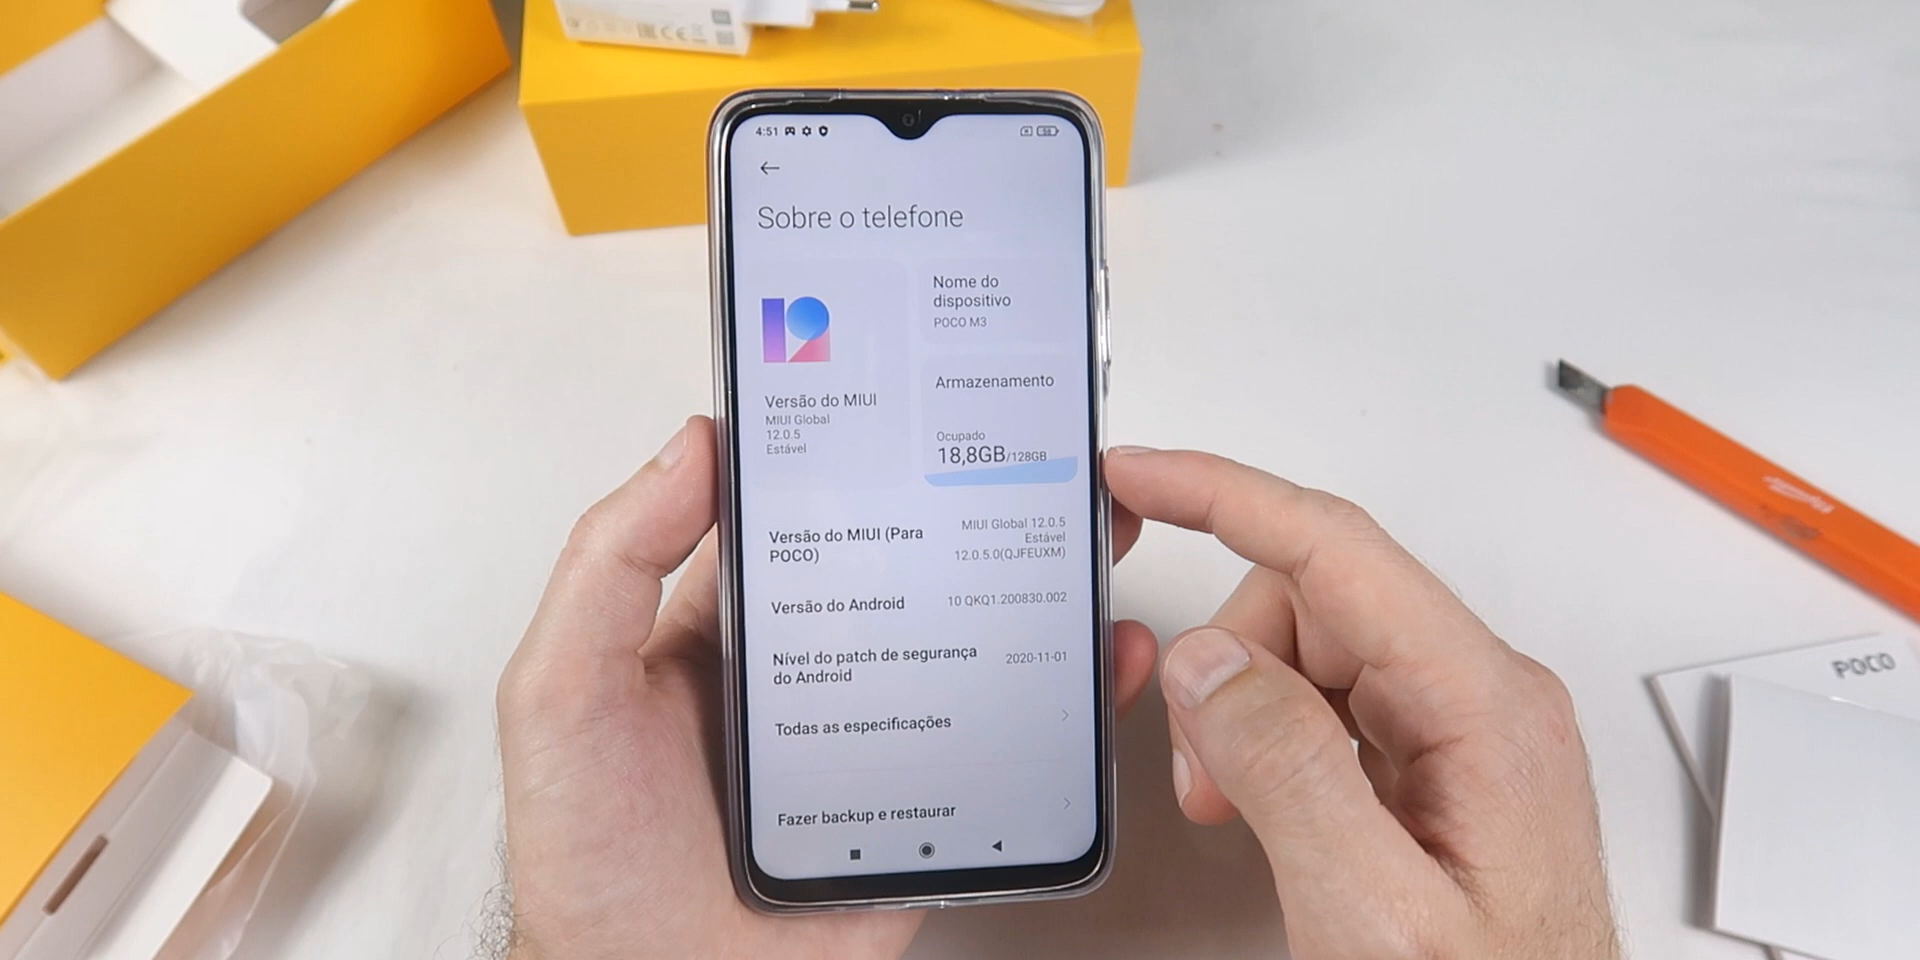 4:51
56
Sobre o telefone
Nome do
dispositivo
POCO M3
Versão do MIUI
MIUI Global
12.0.5
Estável
Armazenamento
Ocupado
18,8GB/128GB
Versão do MIUI (Para
POCO)
MIUI Global 12.0.5
Estável
12.0.5.0(QJFEUXM)
Versão do Android
10 QKQ1.200830.002
Nível do patch de segurança
do Android
2020-11-01
Todas as especificações
Fazer backup e restaurar
POCO